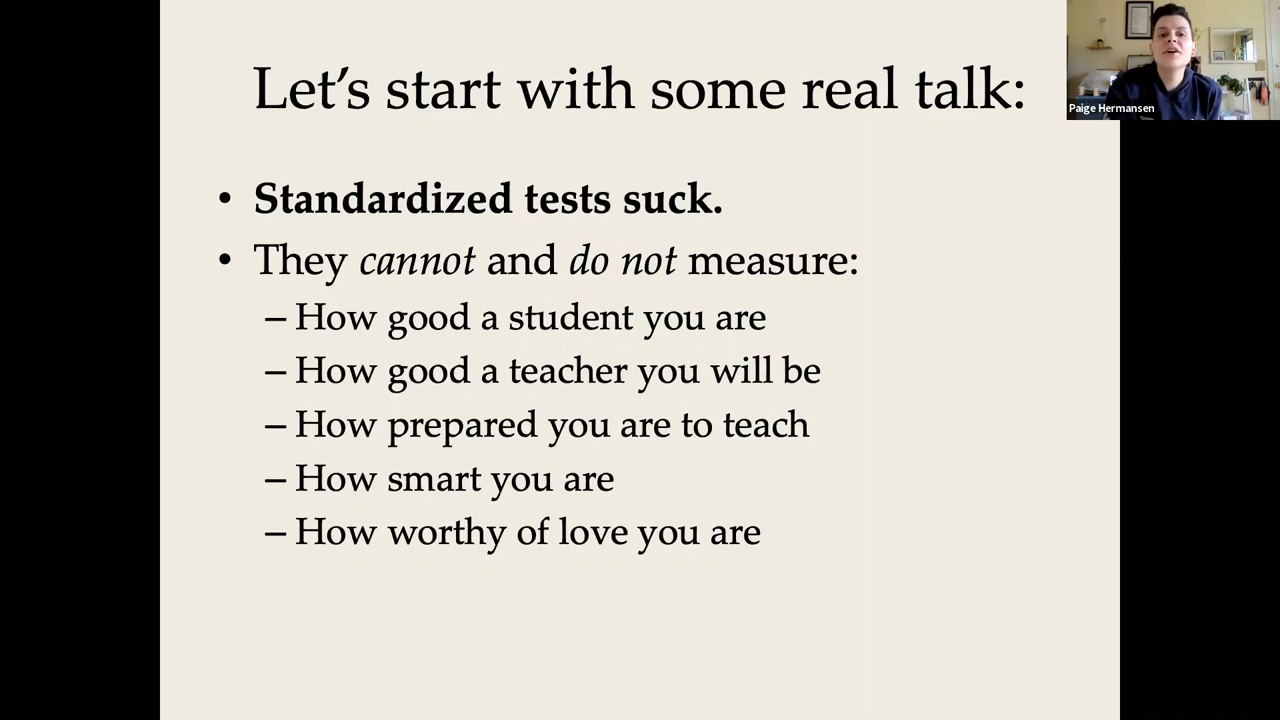 Let's start with some real talk:
Paige Hermansen
• Standardized tests suck.
• They cannot and do not measure:
– How good a student you are
– How good a teacher you will be
– How prepared you are to teach
– How smart you are
– How worthy of love you are